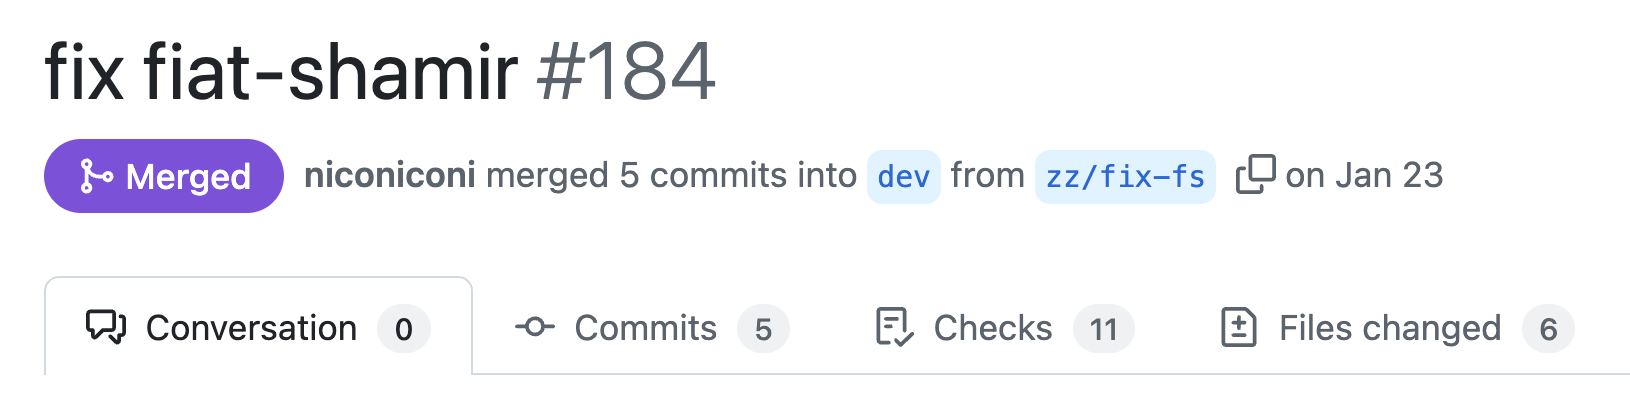 fix fiat-shamir #184
Merged niconiconi merged 5 commits into dev from zz/fix-fs on Jan 23
Conversation 0 Commits 5 Checks 11 Files changed 6